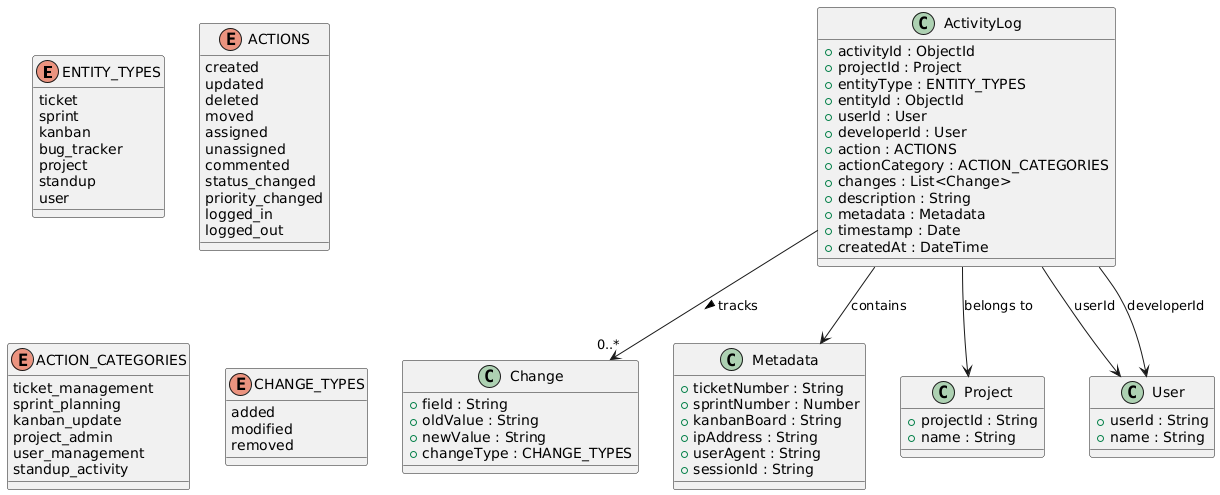 E ENTITY_TYPES
ticket
sprint
kanban
bug_tracker
project
standup
user
E ACTIONS
created
updated
deleted
moved
assigned
unassigned
commented
status_changed
priority_changed
logged_in
logged_out
C ActivityLog
activityId : ObjectId
projectId : Project
entityType : ENTITY_TYPES
entityId : ObjectId
userId : User
developerId : User
action : ACTIONS
actionCategory : ACTION_CATEGORIES
changes : List<Change>
description : String
metadata : Metadata
timestamp : Date
createdAt : DateTime
tracks
contains
belongs to
userId
developerId
0..*
E ACTION_CATEGORIES
ticket_management
sprint_planning
kanban_update
project_admin
user_management
standup_activity
E CHANGE_TYPES
added
modified
removed
C Change
field : String
oldValue : String
newValue : String
changeType : CHANGE_TYPES
C Metadata
ticketNumber : String
sprintNumber : Number
kanbanBoard : String
ipAddress : String
userAgent : String
sessionId : String
C Project
projectId : String
name : String
C User
userId : String
name : String